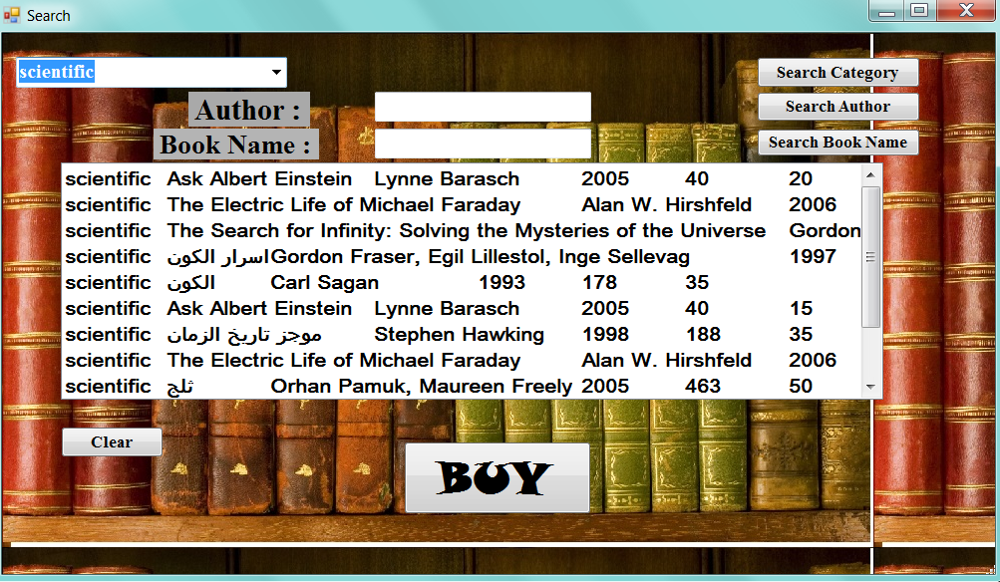 Search
scientific
Search Category
Author :
Search Author
Book Name :
Search Book Name
scientific Ask Albert Einstein Lynne Barasch 2005 40 20
scientific The Electric Life of Michael Faraday Alan W. Hirshfeld 2006
scientific The Search for Infinity: Solving the Mysteries of the Universe Gordon
scientific اسرار الكون Gordon Fraser, Egil Lillestol, Inge Sellevag 1997
scientific الكون Carl Sagan 1993 178 35
scientific Ask Albert Einstein Lynne Barasch 2005 40 15
scientific موجز تاريخ الزمان Stephen Hawking 1998 188 35
scientific The Electric Life of Michael Faraday Alan W. Hirshfeld 2006
scientific ثلج Orhan Pamuk, Maureen Freely 2005 463 50
Clear
BUY